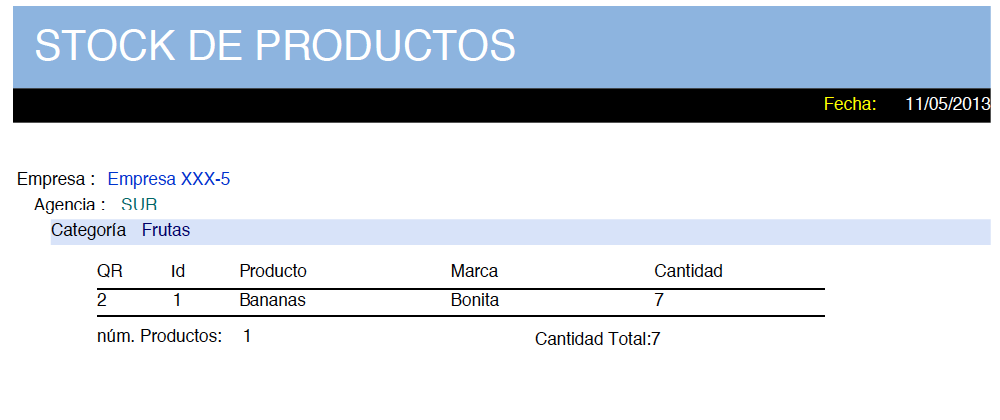 STOCK DE PRODUCTOS
Fecha: 11/05/2013
Empresa : Empresa XXX-5
Agencia : SUR
Categoría Frutas
QR Id Producto Marca Cantidad
2 1 Bananas Bonita 7
núm. Productos: 1 Cantidad Total:7